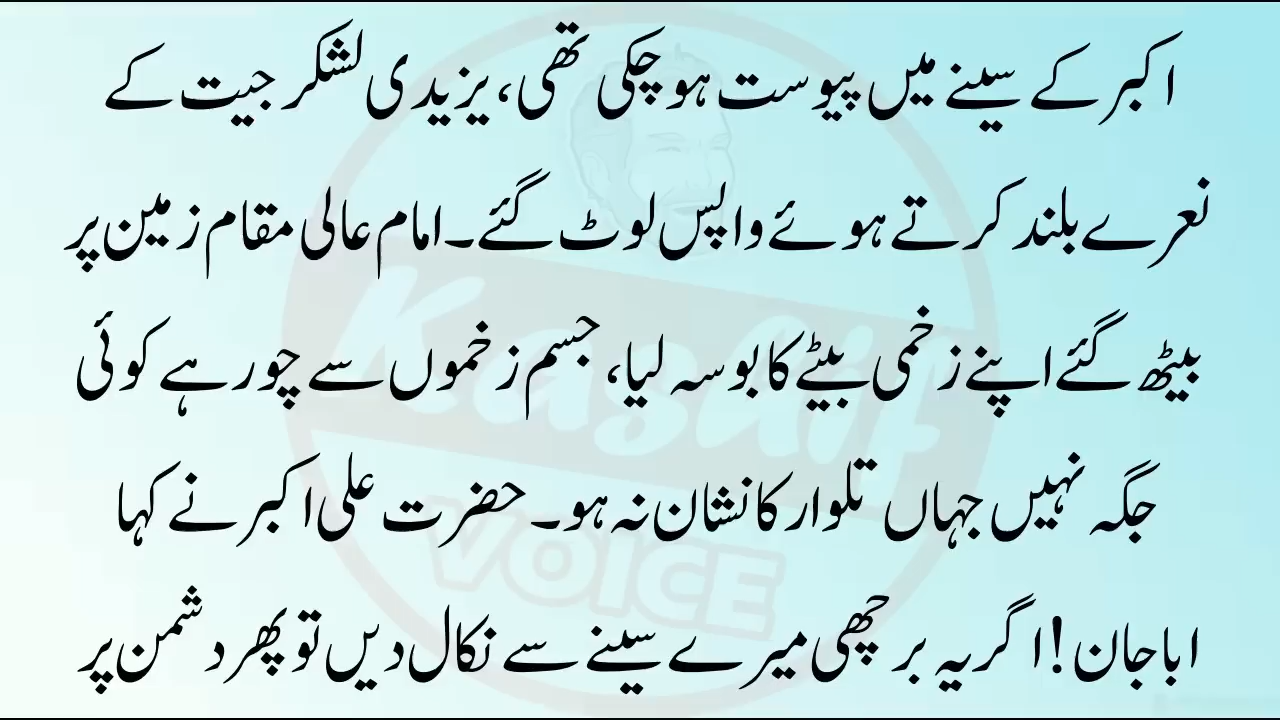 اکبر کے سینے میں پیوست ہو چکی تھی، یزیدی لشکر جیت کے
نعرے بلند کرتے ہوئے واپس لوٹ گئے۔ امام عالی مقام زمین پر
بیٹھ گئے اپنے زخمی بیٹے کا بوسہ لیا، جسم زخموں سے چور ہے کوئی
جگہ نہیں جہاں تلوار کا نشان نہ ہو۔ حضرت علی اکبر نے کہا
ابا جان! اگر یہ برچھی میرے سینے سے نکال دیں تو پھر دشمن پر
Kasaif
VOICE